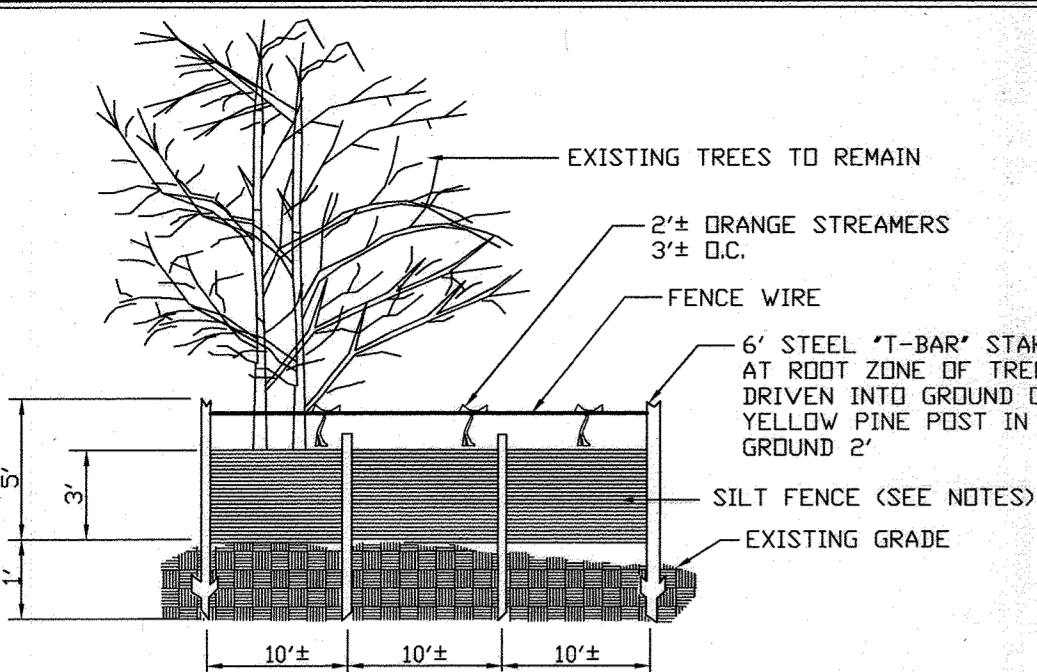 EXISTING TREES TO REMAIN
2'± ORANGE STREAMERS
3'± O.C.
FENCE WIRE
6' STEEL "T-BAR"
AT ROOT ZONE OF
DRIVEN INTO GROUND
YELLOW PINE POST IN
GROUND 2'
SILT FENCE (SEE NOTES)
EXISTING GRADE
5'
3'
1'
10'±
10'±
10'±